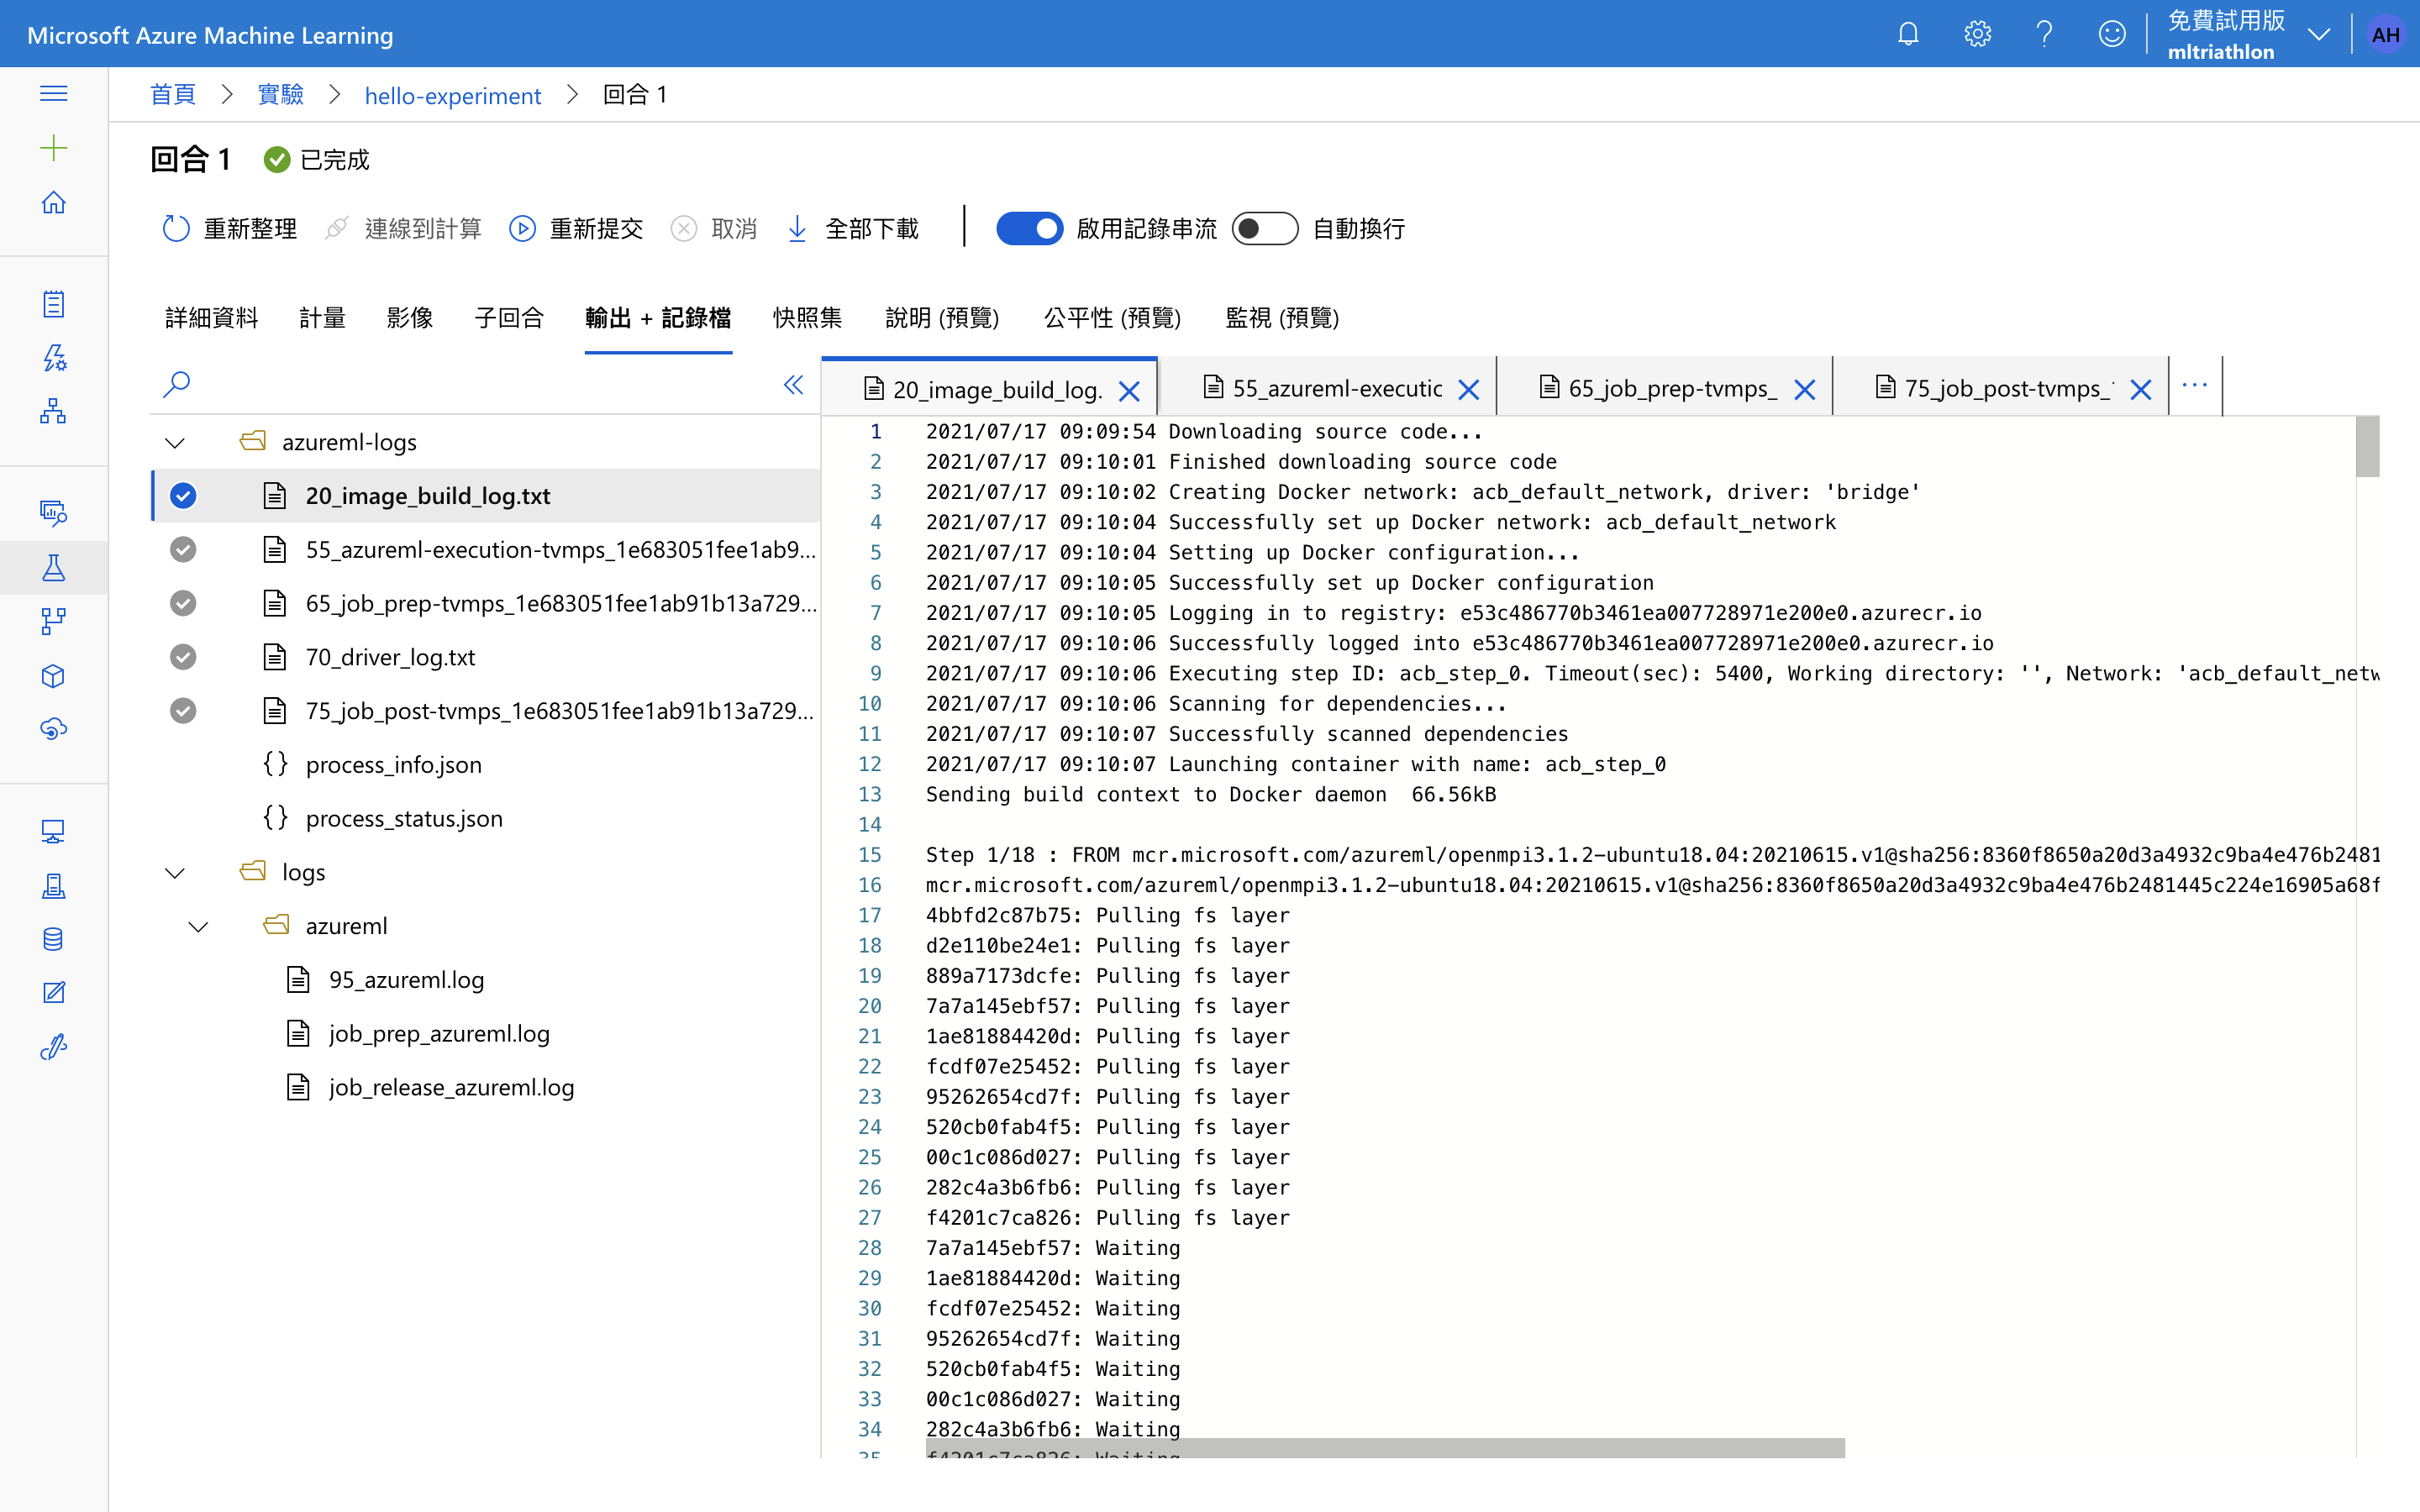 Microsoft Azure Machine Learning
免費試用版
mltriathlon
AH
首頁 > 實驗 > hello-experiment > 回合 1
回合 1 已完成
重新整理 連線到計算 重新提交 取消 全部下載 啟用記錄串流 自動換行
詳細資料 計量 影像 子回合 輸出 + 記錄檔 快照集 說明 (預覽) 公平性 (預覽) 監視 (預覽)
azureml-logs
20_image_build_log.txt
55_azureml-execution-tvmps_1e683051fee1ab9...
65_job_prep-tvmps_1e683051fee1ab91b13a729...
70_driver_log.txt
75_job_post-tvmps_1e683051fee1ab91b13a729...
process_info.json
process_status.json
logs
azureml
95_azureml.log
job_prep_azureml.log
job_release_azureml.log
20_image_build_log. 55_azureml-executic 65_job_prep-tvmps_ 75_job_post-tvmps_ ...
1 2021/07/17 09:09:54 Downloading source code...
2 2021/07/17 09:10:01 Finished downloading source code
3 2021/07/17 09:10:02 Creating Docker network: acb_default_network, driver: 'bridge'
4 2021/07/17 09:10:04 Successfully set up Docker network: acb_default_network
5 2021/07/17 09:10:04 Setting up Docker configuration...
6 2021/07/17 09:10:05 Successfully set up Docker configuration
7 2021/07/17 09:10:05 Logging in to registry: e53c486770b3461ea007728971e200e0.azurecr.io
8 2021/07/17 09:10:06 Successfully logged into e53c486770b3461ea007728971e200e0.azurecr.io
9 2021/07/17 09:10:06 Executing step ID: acb_step_0. Timeout(sec): 5400, Working directory: '', Network: 'acb_default_netw
10 2021/07/17 09:10:06 Scanning for dependencies...
11 2021/07/17 09:10:07 Successfully scanned dependencies
12 2021/07/17 09:10:07 Launching container with name: acb_step_0
13 Sending build context to Docker daemon  66.56kB
14
15 Step 1/18 : FROM mcr.microsoft.com/azureml/openmpi3.1.2-ubuntu18.04:20210615.v1@sha256:8360f8650a20d3a4932c9ba4e476b2481
16 mcr.microsoft.com/azureml/openmpi3.1.2-ubuntu18.04:20210615.v1@sha256:8360f8650a20d3a4932c9ba4e476b2481445c224e16905a68f
17 4bbfd2c87b75: Pulling fs layer
18 d2e110be24e1: Pulling fs layer
19 889a7173dcfe: Pulling fs layer
20 7a7a145ebf57: Pulling fs layer
21 1ae81884420d: Pulling fs layer
22 fcdf07e25452: Pulling fs layer
23 95262654cd7f: Pulling fs layer
24 520cb0fab4f5: Pulling fs layer
25 00c1c086d027: Pulling fs layer
26 282c4a3b6fb6: Pulling fs layer
27 f4201c7ca826: Pulling fs layer
28 7a7a145ebf57: Waiting
29 1ae81884420d: Waiting
30 fcdf07e25452: Waiting
31 95262654cd7f: Waiting
32 520cb0fab4f5: Waiting
33 00c1c086d027: Waiting
34 282c4a3b6fb6: Waiting
35 f4201c7ca826: Waiting